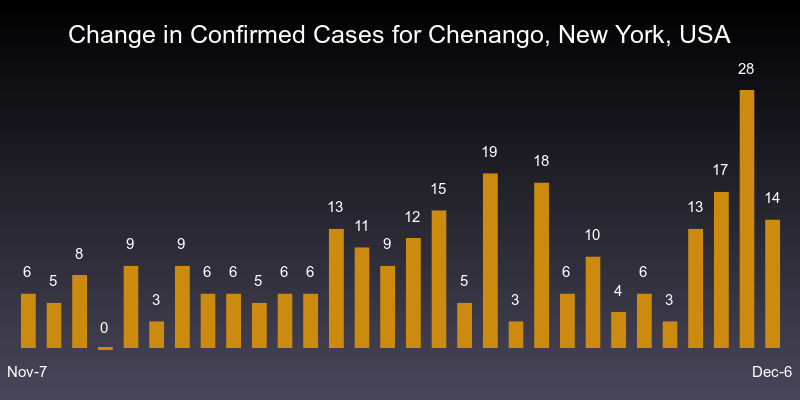 Change in Confirmed Cases for Chenango, New York, USA
6 5 8 0 9 3 9 6 6 5 6 6 13 11 9 12 15 5 19 3 18 6 10 4 6 3 13 17 28 14
Nov-7 Dec-6